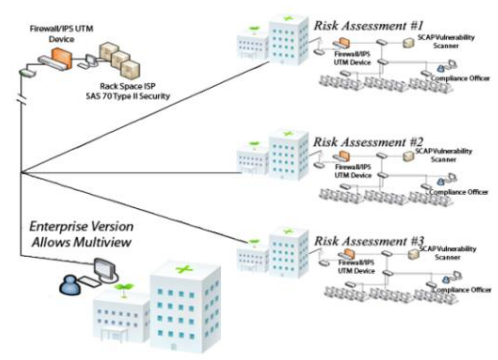 Firewall/IPS UTM
Device
Rack Space ISP
SAS 70 Type II Security
Risk Assessment #1
SCAP Vulnerability
Scanner
Firewall/IPS
UTM Device
Compliance Officer
Risk Assessment #2
SCAP Vulnerability
Scanner
Firewall/IPS
UTM Device
Compliance Officer
Enterprise Version
Allows Multiview
Risk Assessment #3
SCAP Vulnerability
Scanner
Firewall/IPS
UTM Device
Compliance Officer